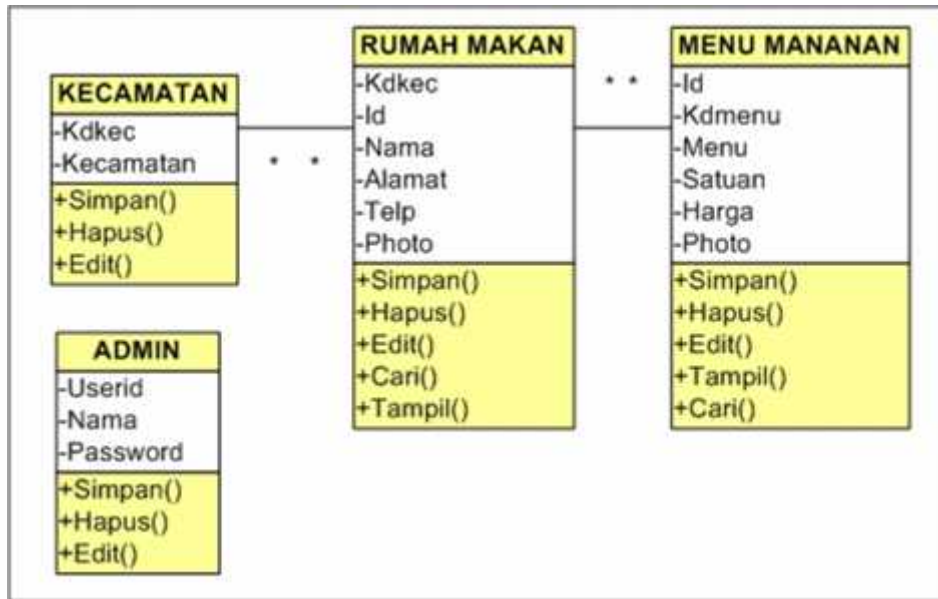 KECAMATAN
-Kdkec
-Kecamatan
+Simpan()
+Hapus()
+Edit()
* *
RUMAH MAKAN
-Kdkec
-Id
-Nama
-Alamat
-Telp
-Photo
+Simpan()
+Hapus()
+Edit()
+Cari()
+Tampil()
* *
MENU MANANAN
-Id
-Kdmenu
-Menu
-Satuan
-Harga
-Photo
+Simpan()
+Hapus()
+Edit()
+Tampil()
+Cari()
ADMIN
-Userid
-Nama
-Password
+Simpan()
+Hapus()
+Edit()